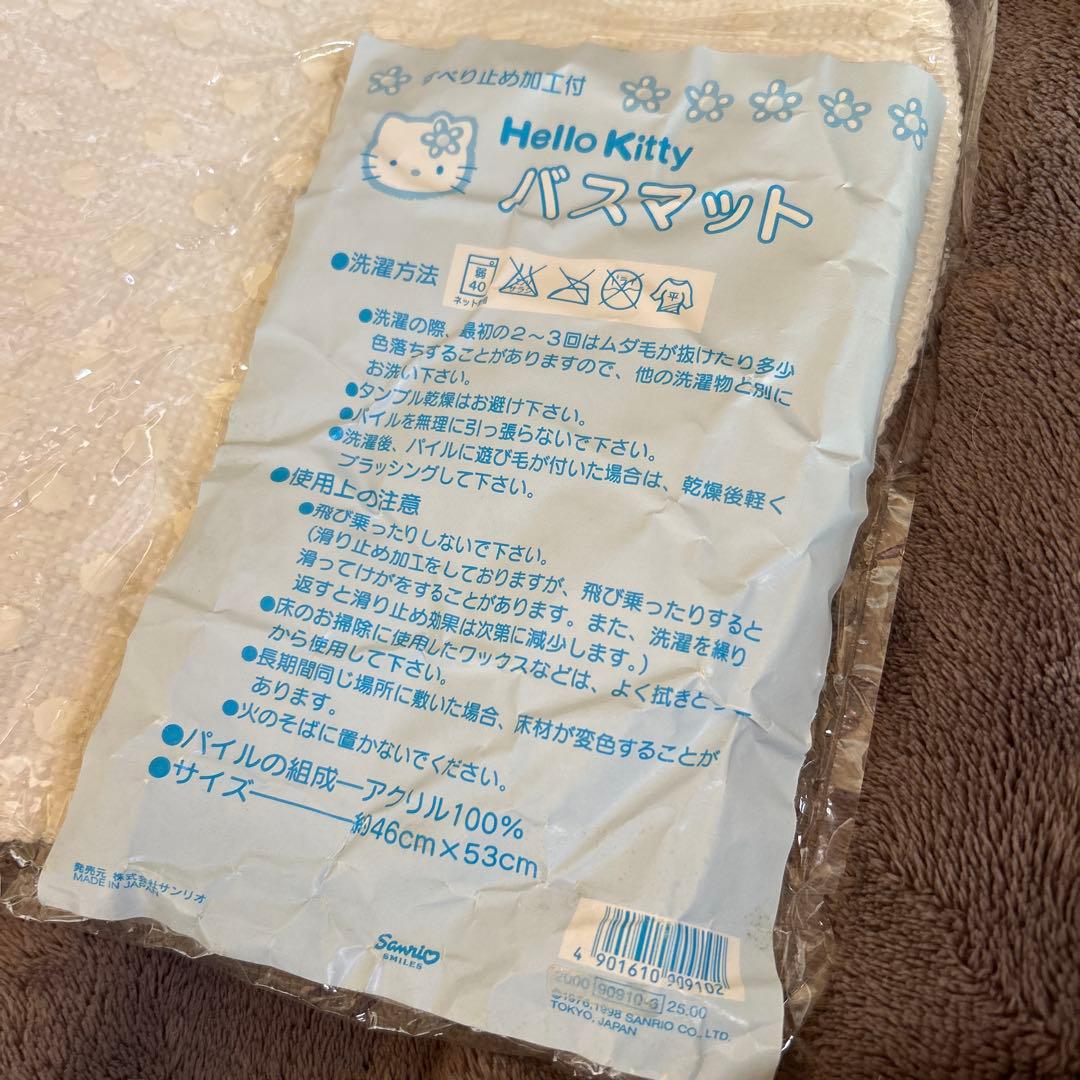 すべり止め加工付
Hello Kitty
バスマット
●洗濯方法
弱
40
ネット使用
エンソ
サラシ
ドライ
平
●洗濯の際、最初の2～3回はムダ毛が抜けたり多少
色落ちすることがありますので、他の洗濯物と別に
お洗い下さい。
●タンブル乾燥はお避け下さい。
●パイルを無理に引っ張らないで下さい。
●洗濯後、パイルに遊び毛が付いた場合は、乾燥後軽く
ブラッシングして下さい。
●使用上の注意
●飛び乗ったりしないで下さい。
(滑り止め加工をしておりますが、飛び乗ったりすると
滑ってけがをすることがあります。また、洗濯を繰り
返すと滑り止め効果は次第に減少します。)
●床のお掃除に使用したワックスなどは、よく拭きとって
から使用して下さい。
●長期間同じ場所に敷いた場合、床材が変色することが
あります。
●火のそばに置かないでください。
●パイルの組成―アクリル100%
●サイズ―――約46cm×53cm
発売元 株式会社サンリオ
MADE IN JAPAN
Sanrio
SMILES
4 901610 909102
2000 90910-3 25.00
©1976,1998 SANRIO CO., LTD.
TOKYO, JAPAN